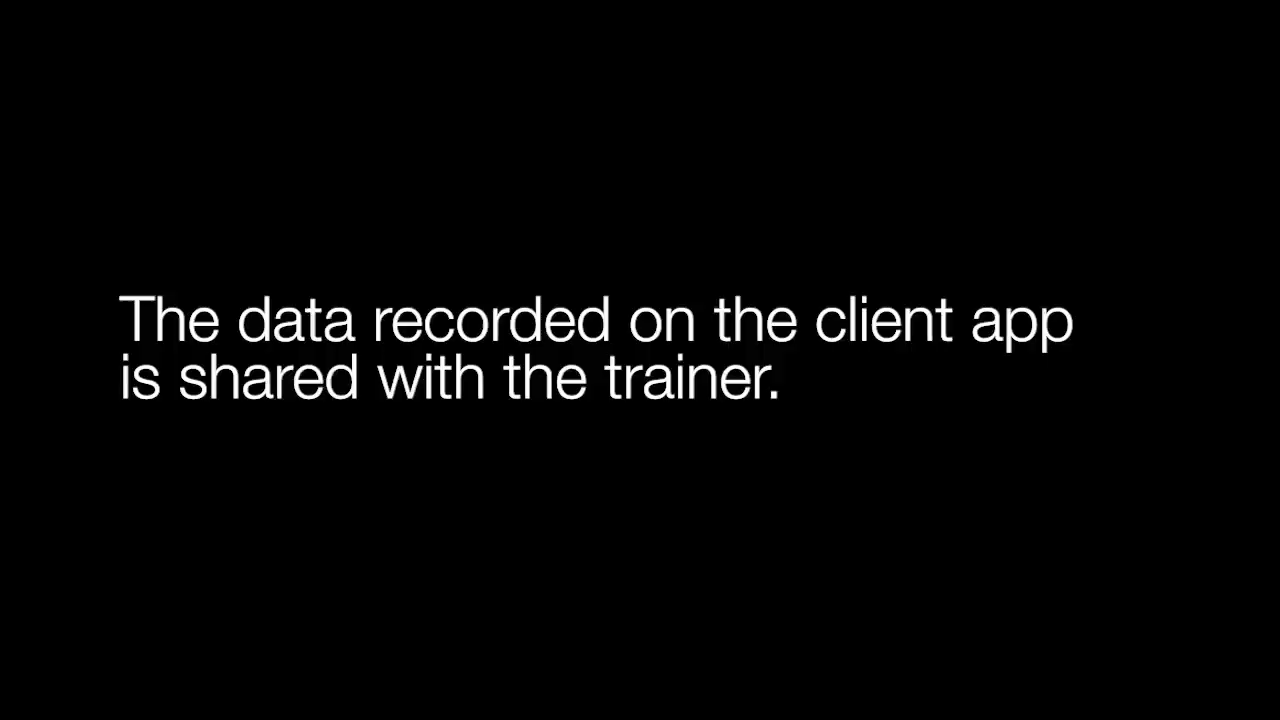 The data recorded on the client app
is shared with the trainer.